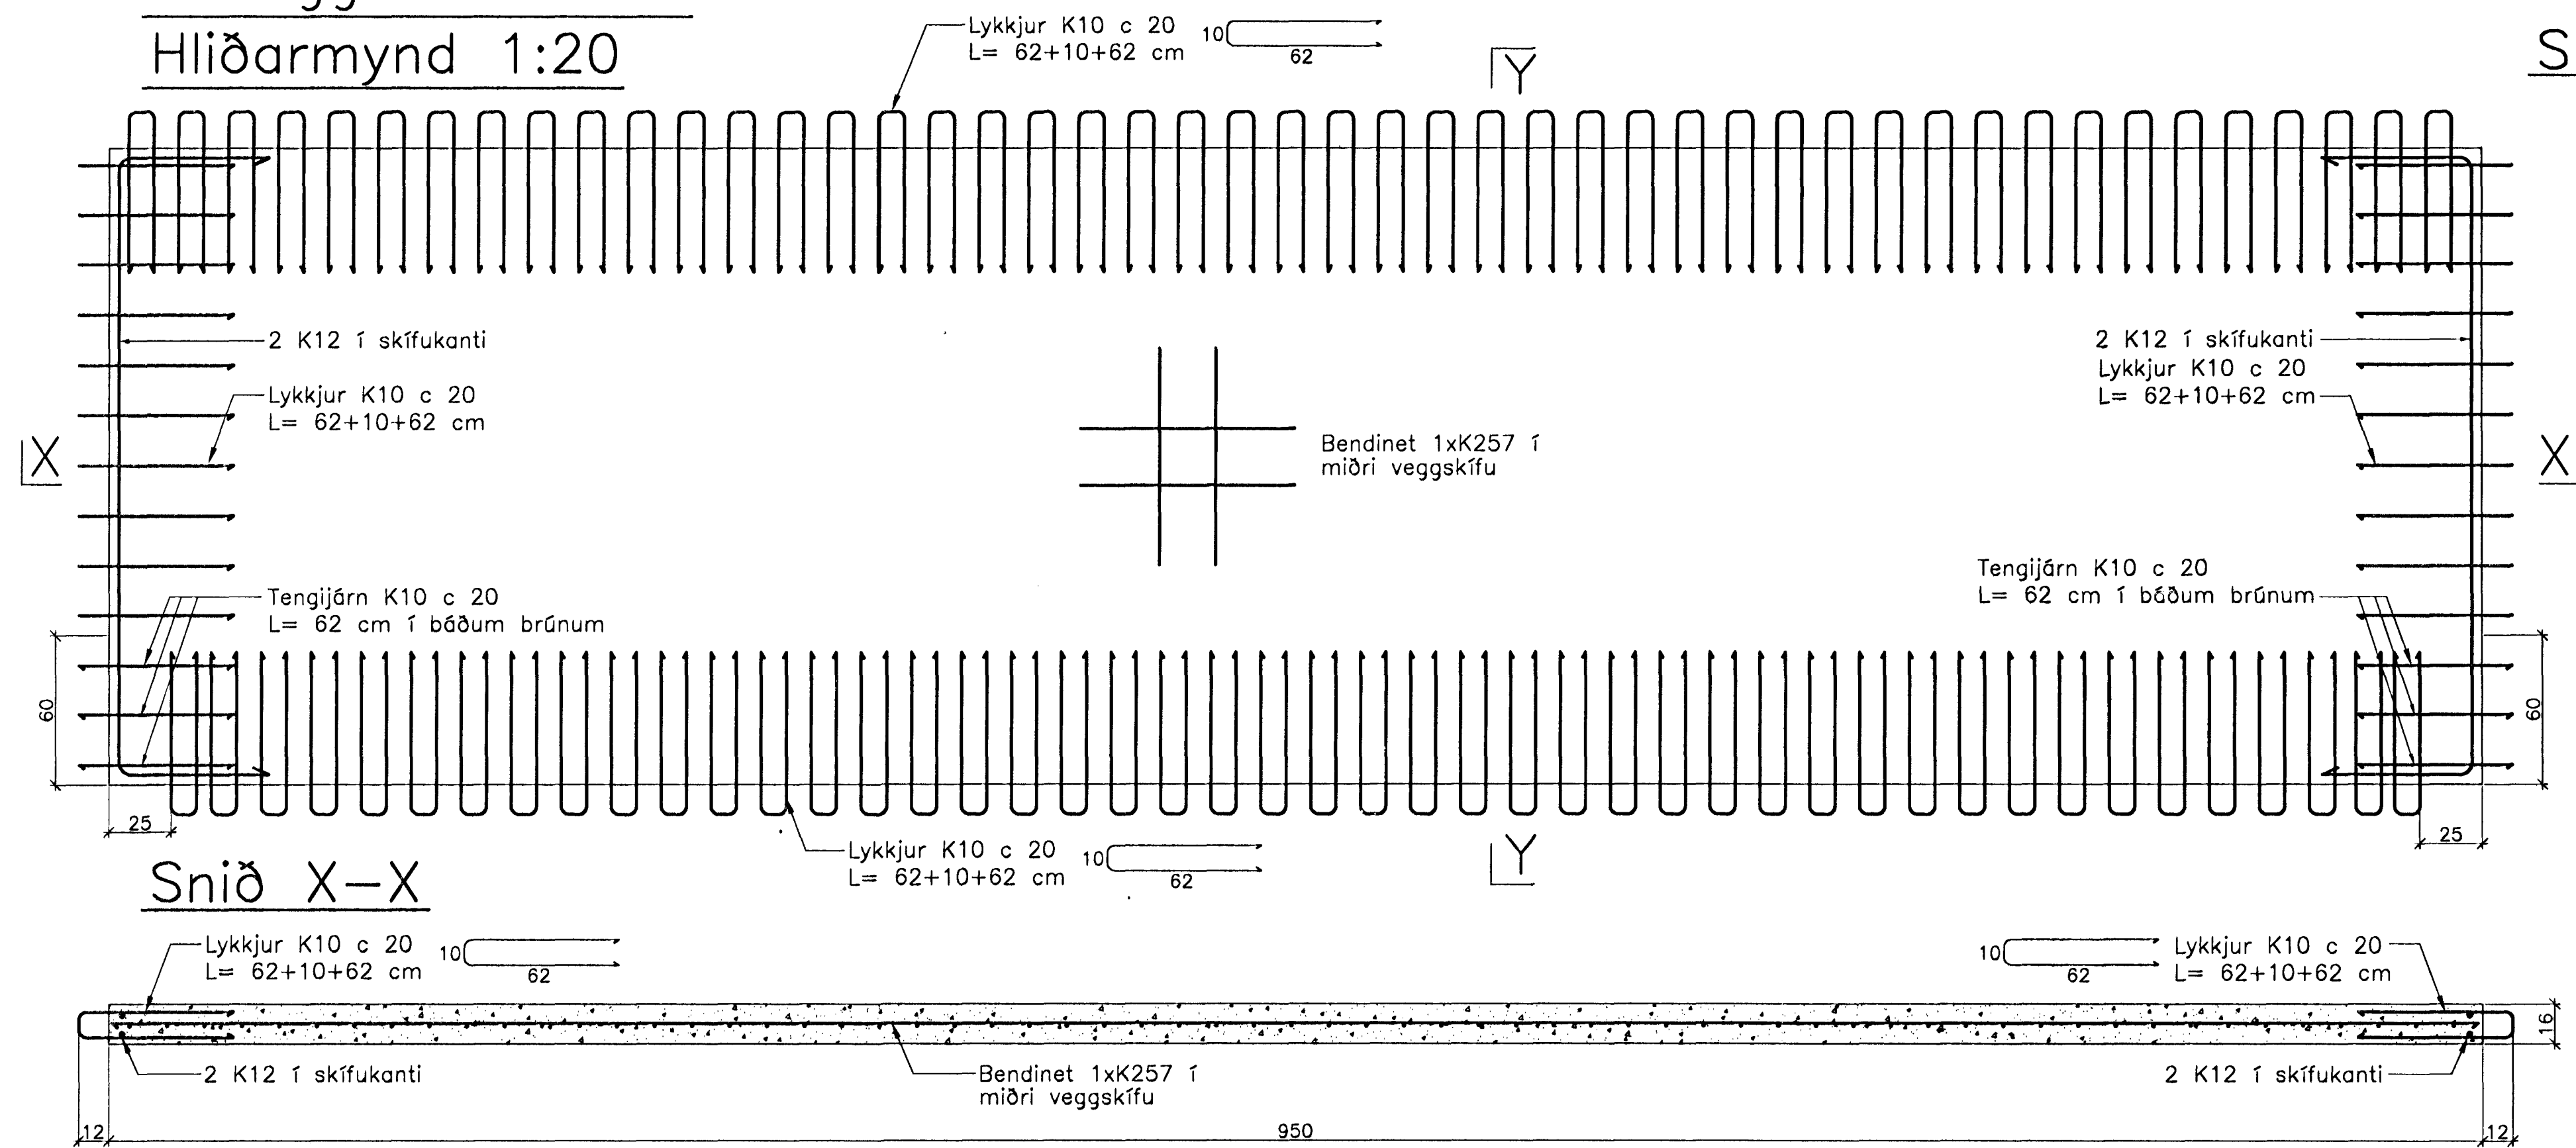 Hliðarmynd 1:20
S
Lykkjur K10 c 20
L= 62+10+62 cm
10
62
Y
2 K12 í skífukanti
2 K12 í skífukanti
Lykkjur K10 c 20
L= 62+10+62 cm
Lykkjur K10 c 20
L= 62+10+62 cm
X
X
Bendinet 1xK257 í
miðri veggskífu
Tengijárn K10 c 20
L= 62 cm í báðum brúnum
Tengijárn K10 c 20
L= 62 cm í báðum brúnum
60
60
25
25
Lykkjur K10 c 20
L= 62+10+62 cm
10
62
Y
Snið X-X
Lykkjur K10 c 20
L= 62+10+62 cm
10
62
10
62
Lykkjur K10 c 20
L= 62+10+62 cm
16
2 K12 í skífukanti
Bendinet 1xK257 í
miðri veggskífu
2 K12 í skífukanti
12
950
12